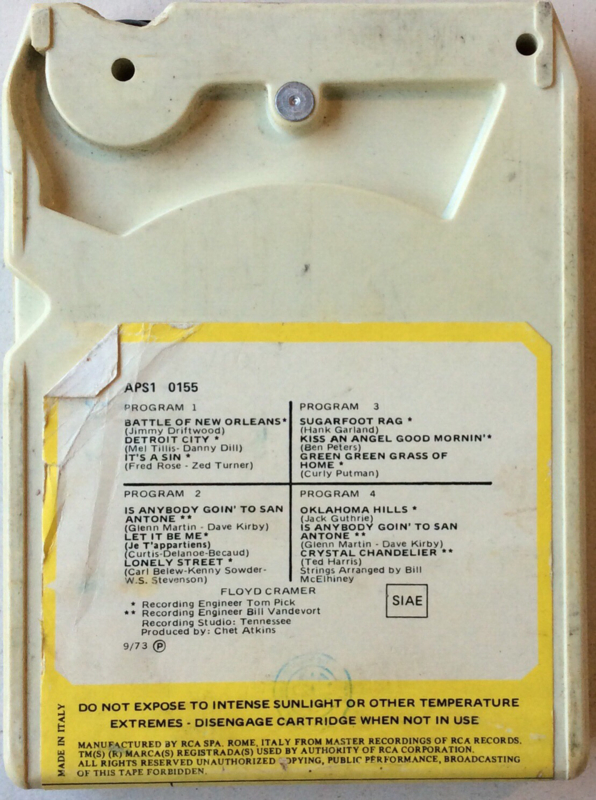 APS1 0155
PROGRAM 1
BATTLE OF NEW ORLEANS*
(Jimmy Driftwood)
DETROIT CITY *
(Mel Tillis- Danny Dill)
IT'S A SIN *
(Fred Rose - Zed Turner)
PROGRAM 2
IS ANYBODY GOIN' TO SAN
ANTONE **
(Glenn Martin - Dave Kirby)
LET IT BE ME*
(Je T'appartiens)
(Curtis-Delanoe-Becaud)
LONELY STREET *
(Carl Belew-Kenny Sowder-
W.S. Stevenson)
PROGRAM 3
SUGARFOOT RAG *
(Hank Garland)
KISS AN ANGEL GOOD MORNIN'*
(Ben Peters)
GREEN GREEN GRASS OF
HOME *
(Curly Putman)
PROGRAM 4
OKLAHOMA HILLS *
(Jack Guthrie)
IS ANYBODY GOIN' TO SAN
ANTONE **
(Glenn Martin - Dave Kirby)
CRYSTAL CHANDELIER **
(Ted Harris)
Strings Arranged by Bill
McElhiney
FLOYD CRAMER
* Recording Engineer Tom Pick
** Recording Engineer Bill Vandevort
Recording Studio: Tennessee
Produced by: Chet Atkins
9/73 Ⓟ
SIAE
MADE IN ITALY
DO NOT EXPOSE TO INTENSE SUNLIGHT OR OTHER TEMPERATURE
EXTREMES - DISENGAGE CARTRIDGE WHEN NOT IN USE
MANUFACTURED BY RCA SPA. ROME, ITALY FROM MASTER RECORDINGS OF RCA RECORDS.
TM(S) (R) MARCA(S) REGISTRADA(S) USED BY AUTHORITY OF RCA CORPORATION.
ALL RIGHTS RESERVED UNAUTHORIZED OPYING, PUBLIC PERFORMANCE, BROADCASTING
OF THIS TAPE FORBIDDEN.